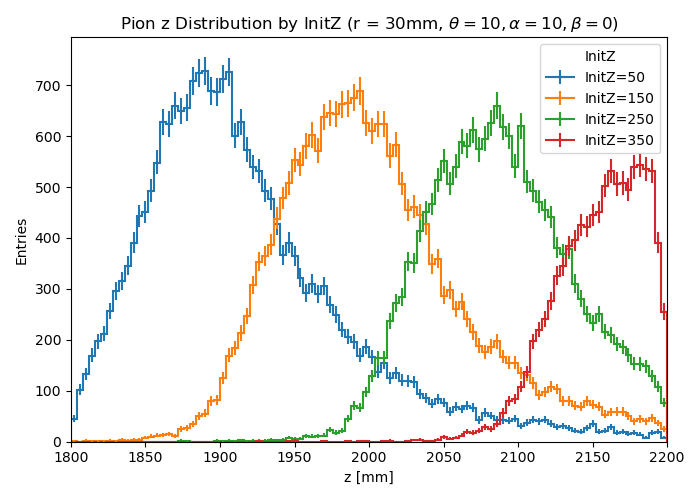 Pion z Distribution by InitZ (r = 30mm, θ = 10, α = 10, β = 0)
InitZ
InitZ=50
InitZ=150
InitZ=250
InitZ=350
Entries
700
600
500
400
300
200
100
0
1800 1850 1900 1950 2000 2050 2100 2150 2200
z [mm]